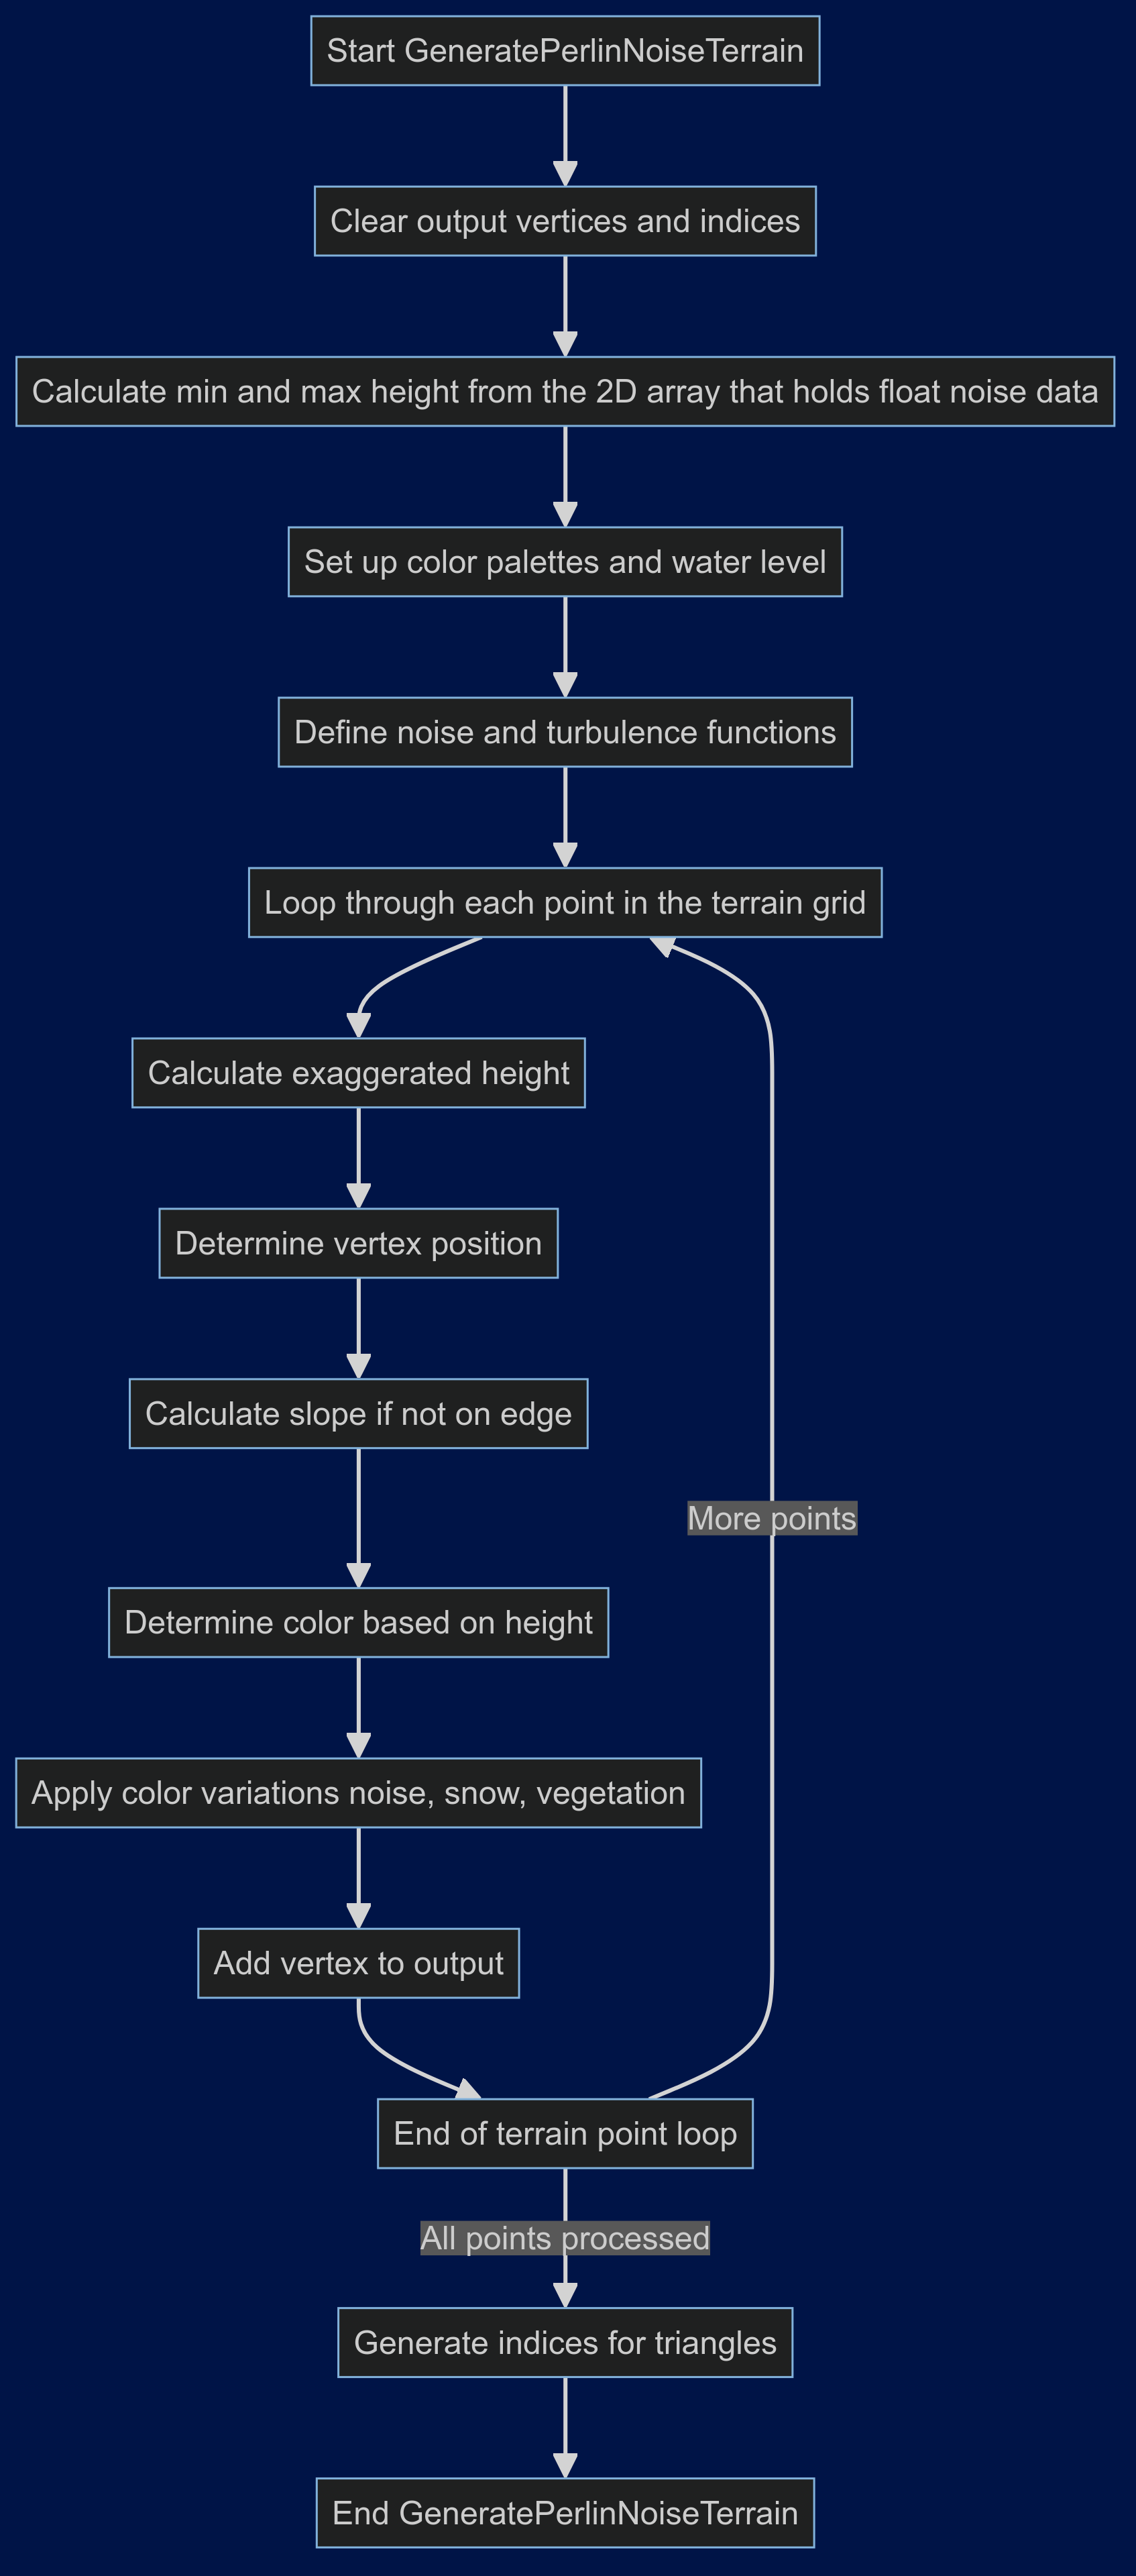 Start GeneratePerlinNoiseTerrain
Clear output vertices and indices
Calculate min and max height from the 2D array that holds float noise data
Set up color palettes and water level
Define noise and turbulence functions
Loop through each point in the terrain grid
Calculate exaggerated height
Determine vertex position
Calculate slope if not on edge
More points
Determine color based on height
Apply color variations noise, snow, vegetation
Add vertex to output
End of terrain point loop
All points processed
Generate indices for triangles
End GeneratePerlinNoiseTerrain